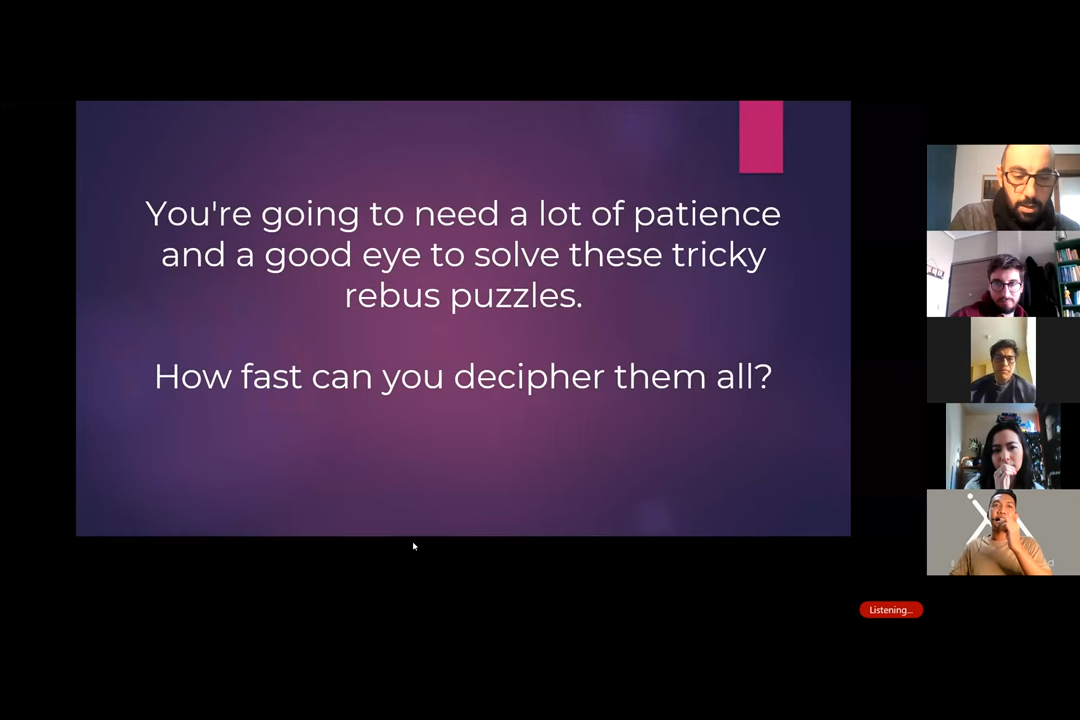 You're going to need a lot of patience
and a good eye to solve these tricky
rebus puzzles.
How fast can you decipher them all?
Listening...